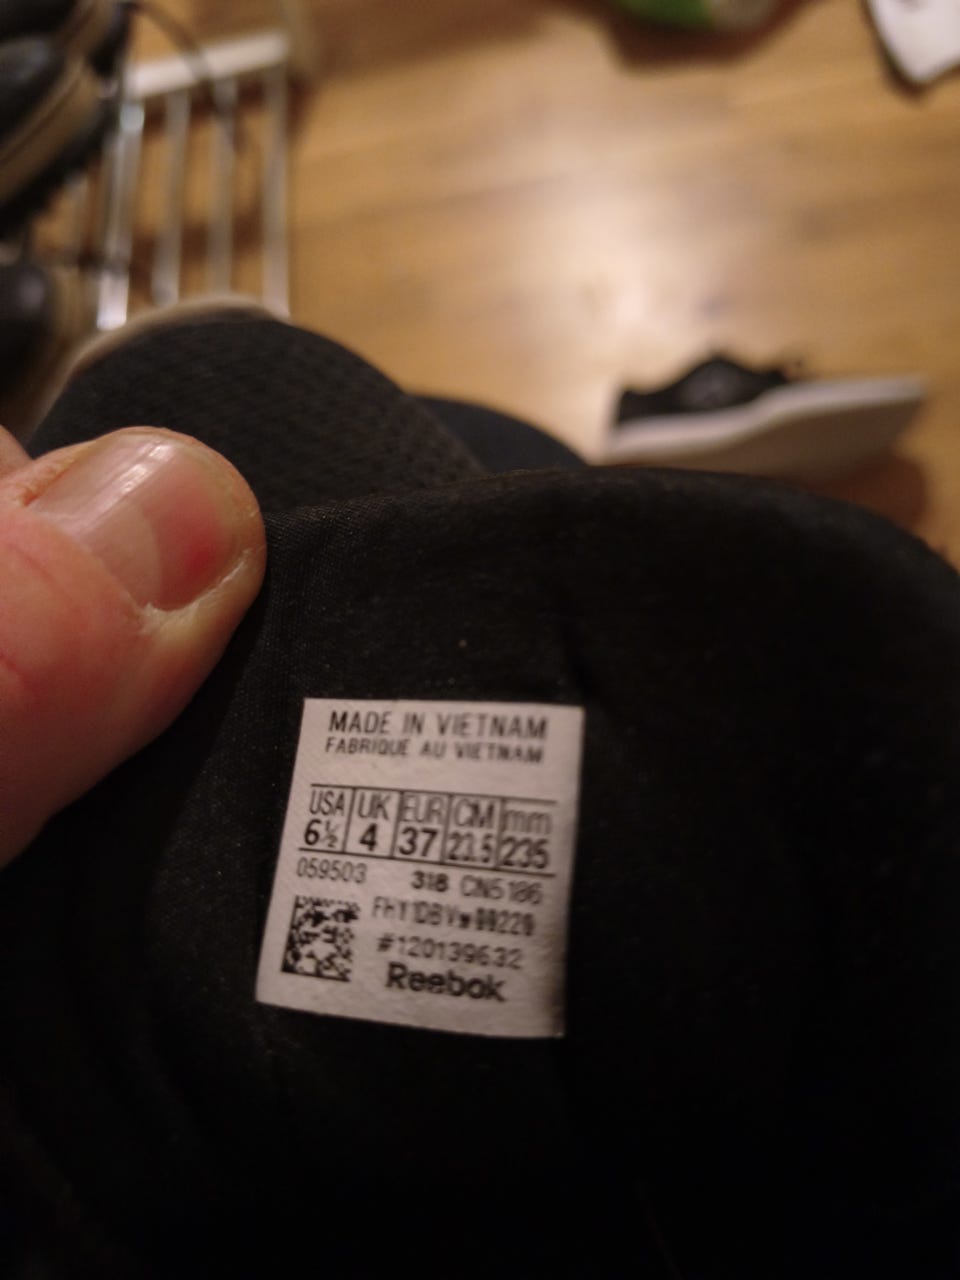 MADE IN VIETNAM
FABRIQUÉ AU VIETNAM
USA UK EUR CM mm
6½ 4 37 23.5 235
059503 318 CN5186
#120139632
Reebok